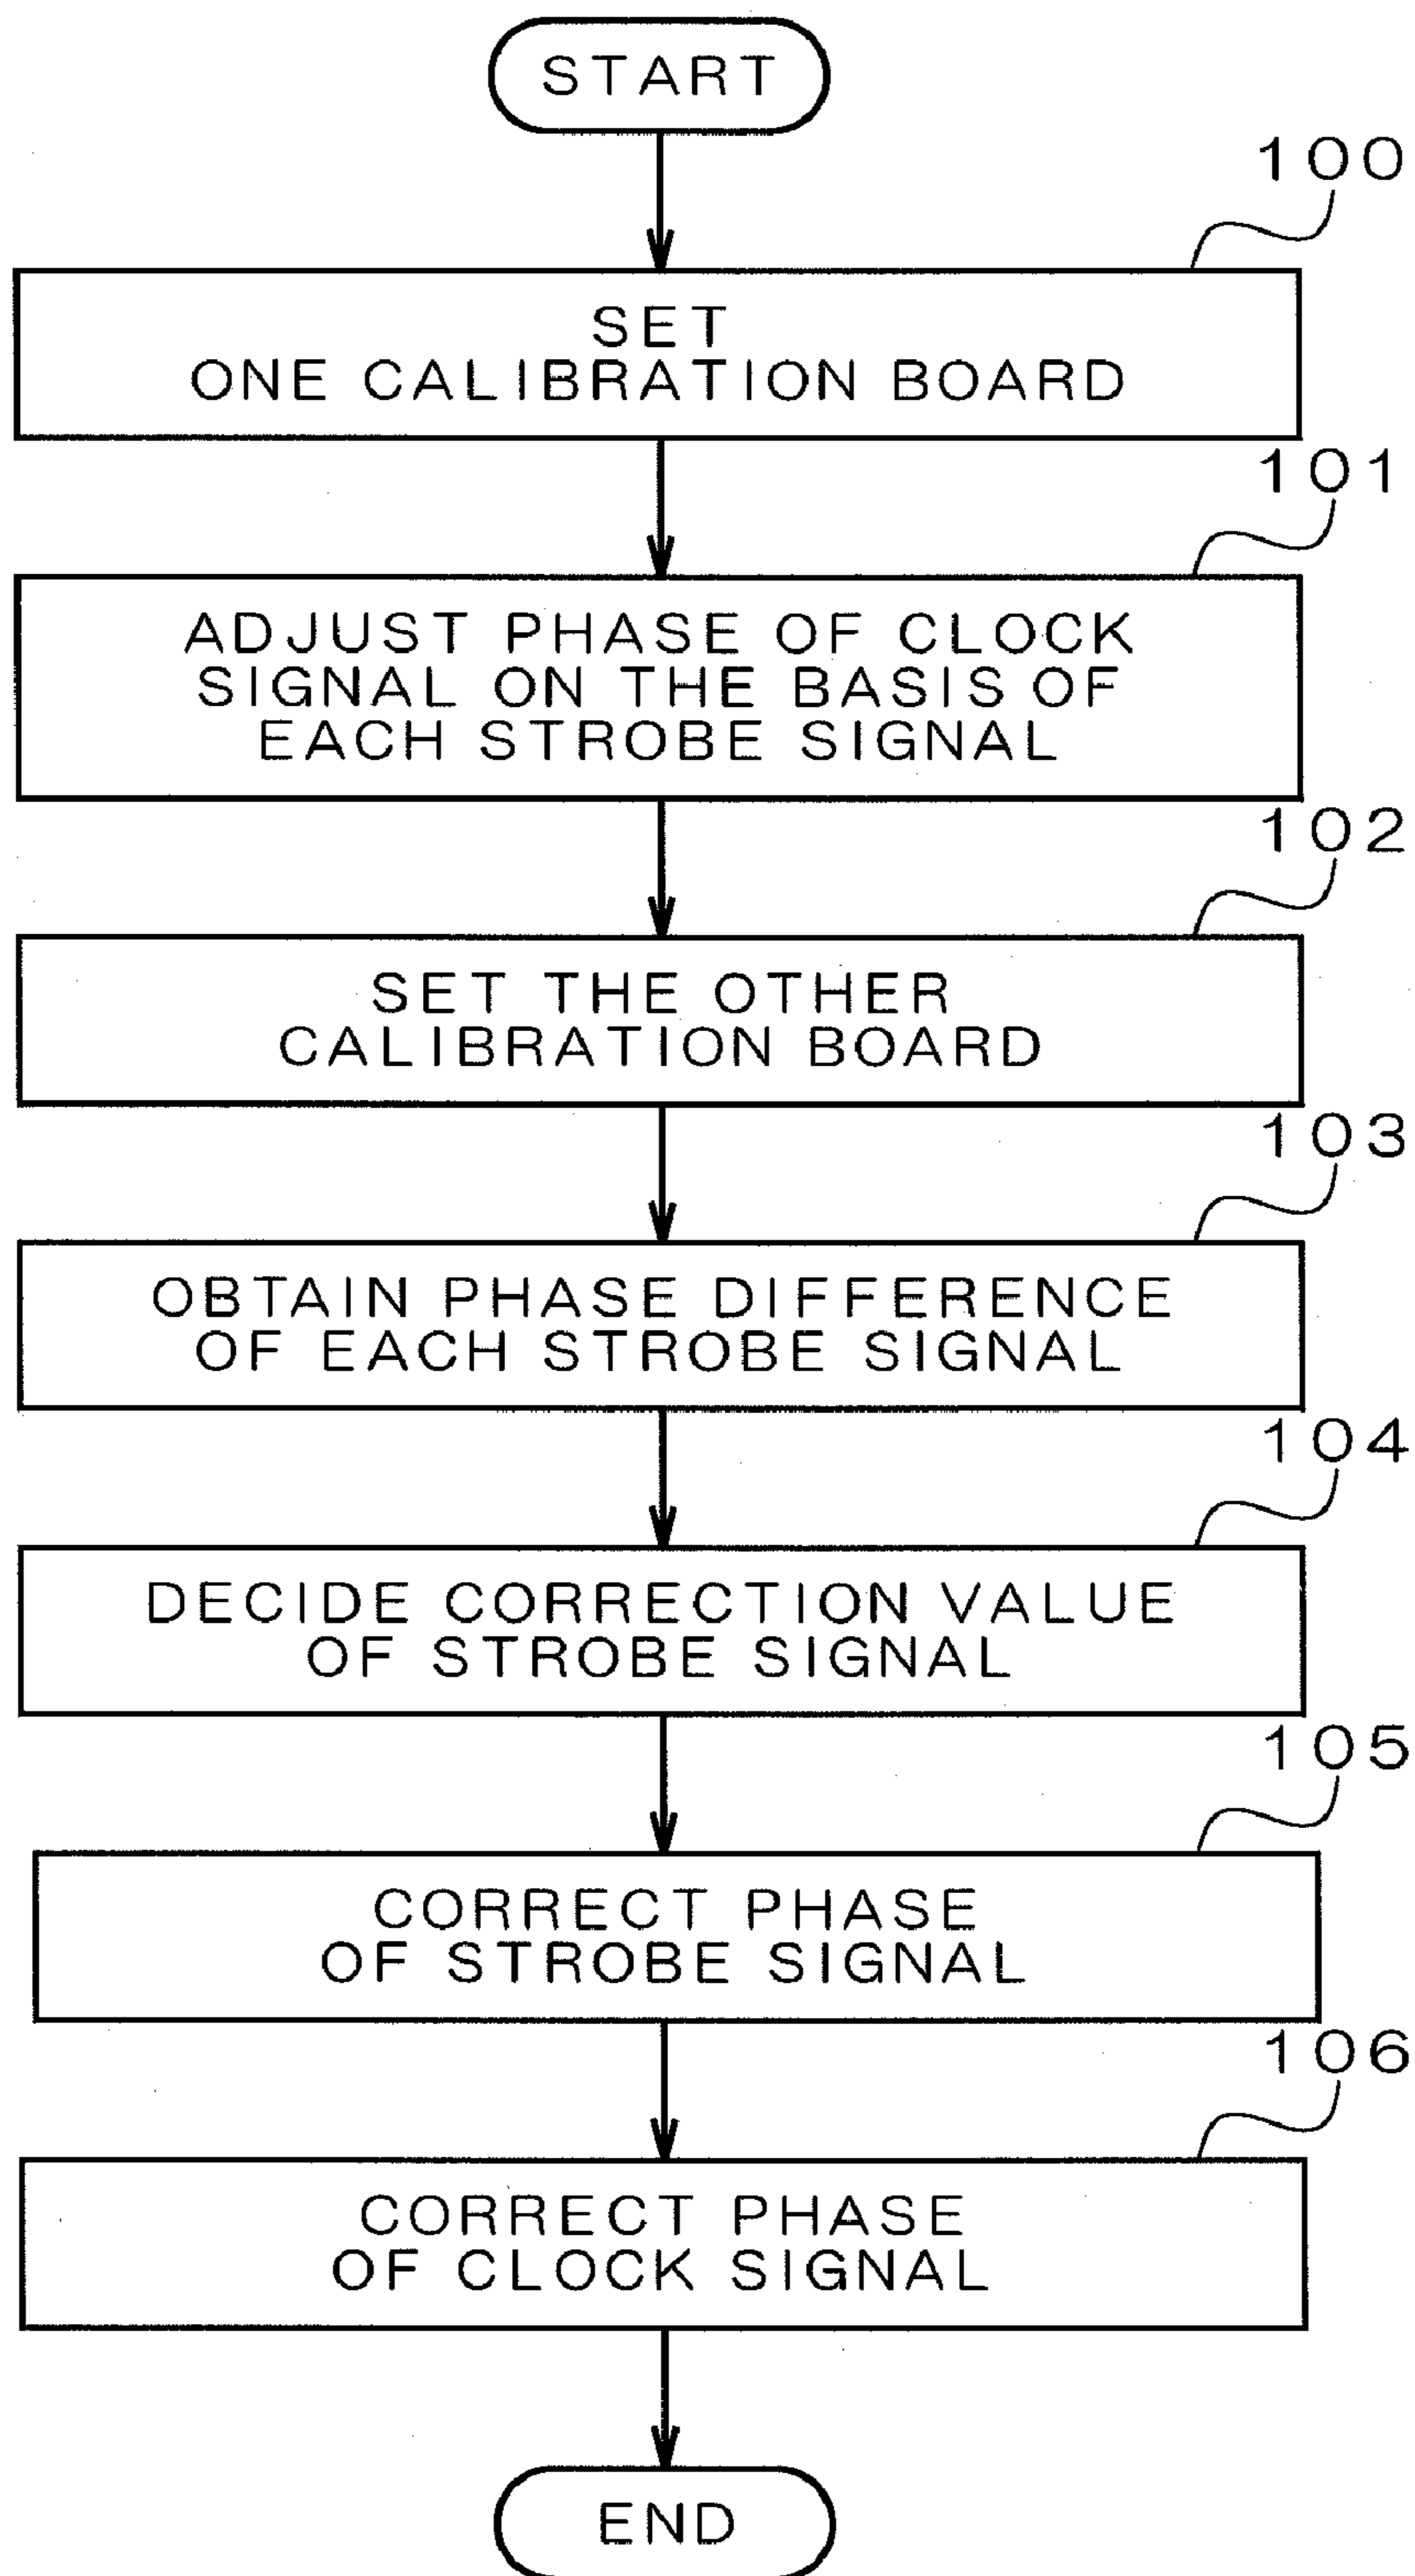 START
100
SET
ONE CALIBRATION BOARD
101
ADJUST PHASE OF CLOCK
SIGNAL ON THE BASIS OF
EACH STROBE SIGNAL
102
SET THE OTHER
CALIBRATION BOARD
103
OBTAIN PHASE DIFFERENCE
OF EACH STROBE SIGNAL
104
DECIDE CORRECTION VALUE
OF STROBE SIGNAL
105
CORRECT PHASE
OF STROBE SIGNAL
106
CORRECT PHASE
OF CLOCK SIGNAL
END